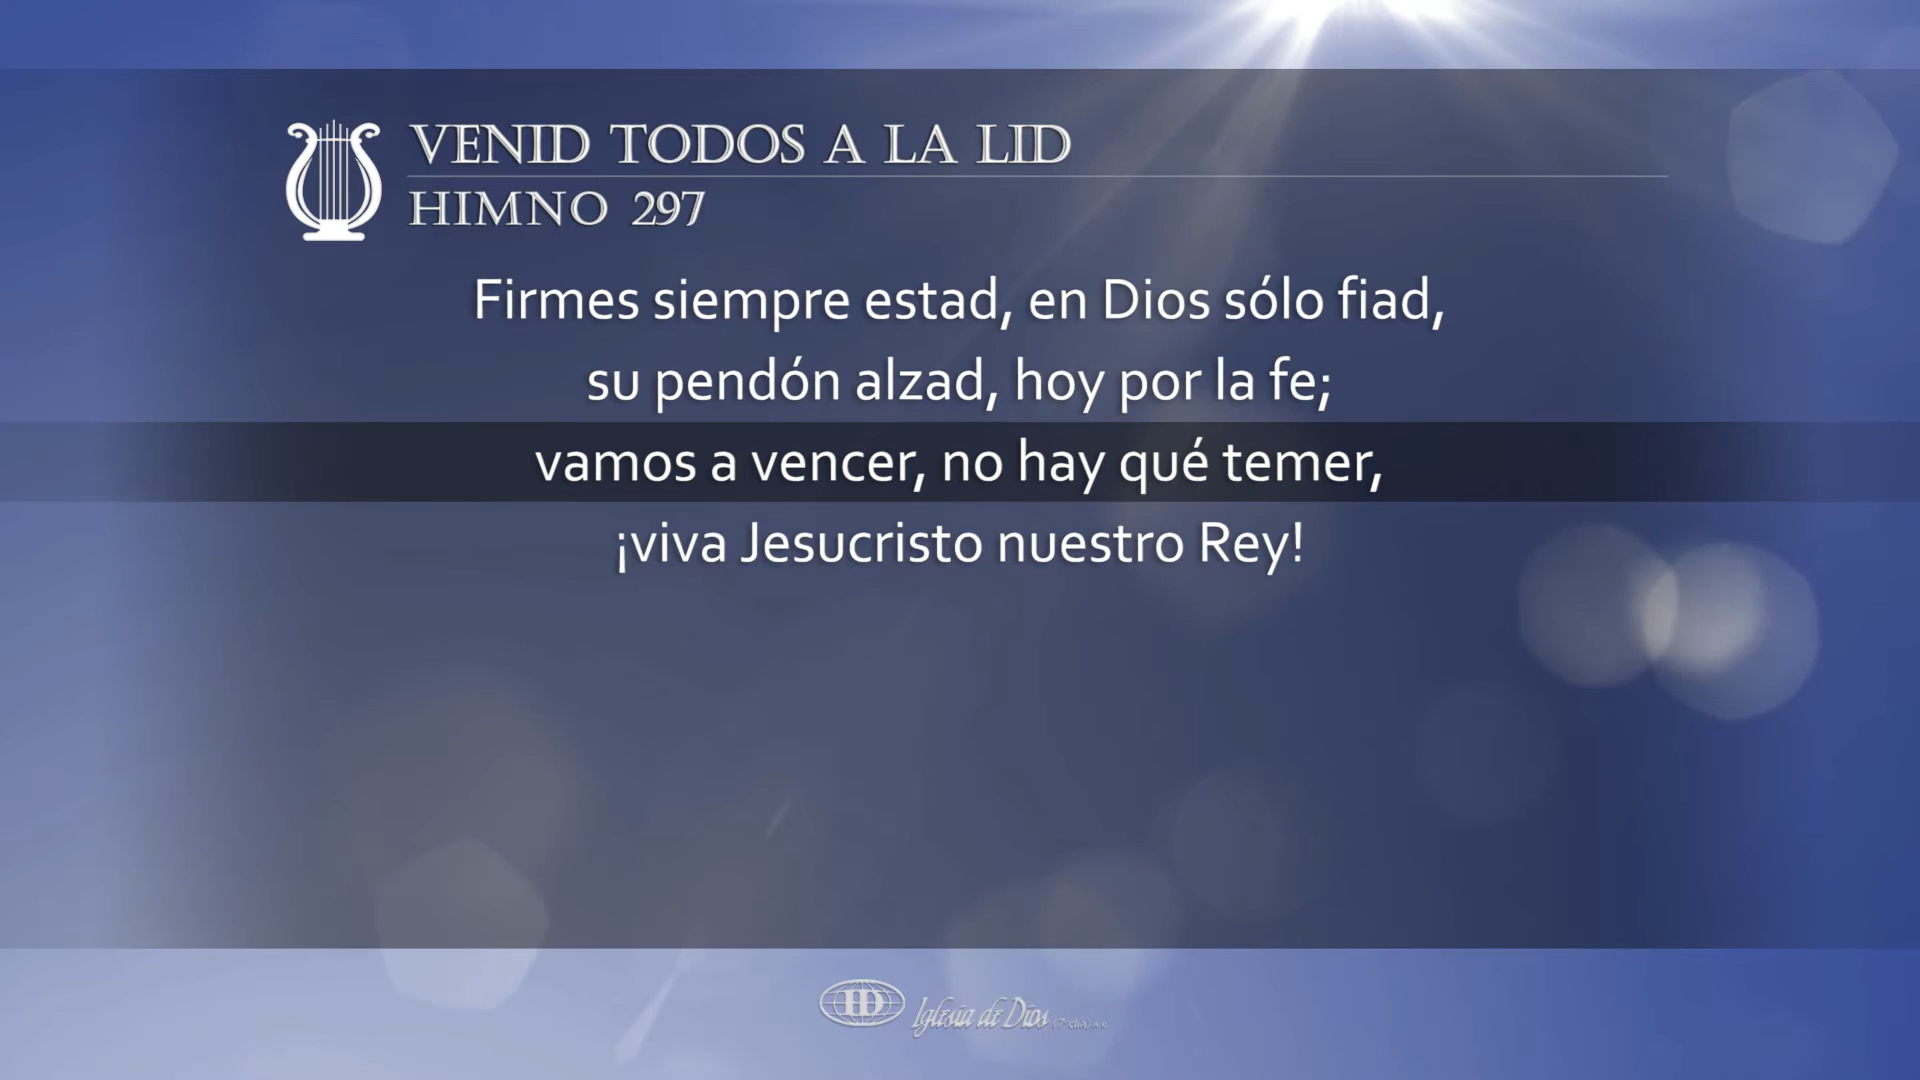 VENID TODOS A LA LID
HIMNO 297
Firmes siempre estad, en Dios sólo fiad,
su pendón alzad, hoy por la fe;
vamos a vencer, no hay qué temer,
¡viva Jesucristo nuestro Rey!
Iglesia de Dios